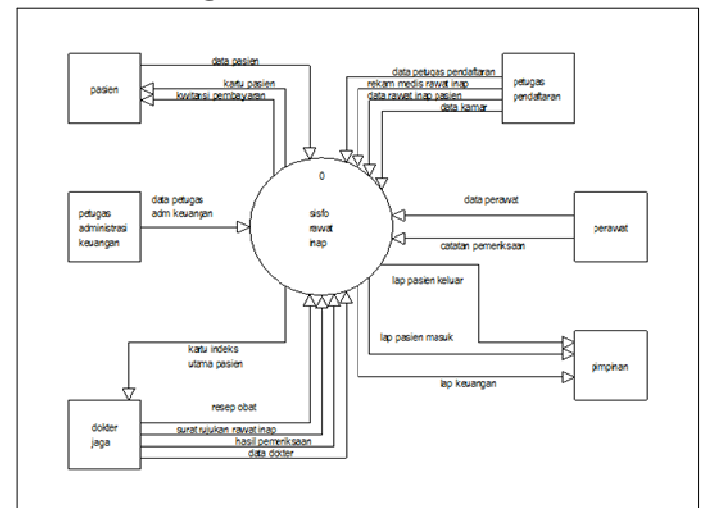 data pasien
kartu pasien
kwitansi pembayaran
pasien
data petugas pendaftaran
rekam medis rawat inap
data rawat inap pasien
data kamar
petugas
pendaftaran
0
sisfo
rawat
inap
petugas
administrasi
keuangan
data petugas
adm keuangan
data perawat
catatan pemeriksaan
perawat
lap pasien keluar
lap pasien masuk
lap keuangan
pimpinan
kartu indeks
utama pasien
dokter
jaga
resep obat
surat rujukan rawat inap
hasil pemeriksaan
data dokter